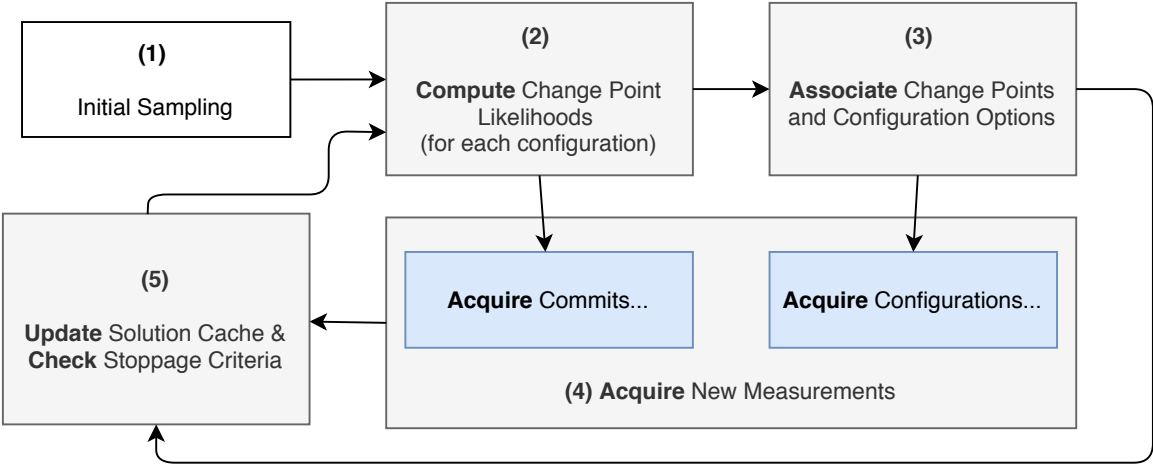 (1)
Initial Sampling
(2)
Compute Change Point
Likelihoods
(for each configuration)
(3)
Associate Change Points
and Configuration Options
(5)
Update Solution Cache &
Check Stoppage Criteria
Acquire Commits...
Acquire Configurations...
(4) Acquire New Measurements